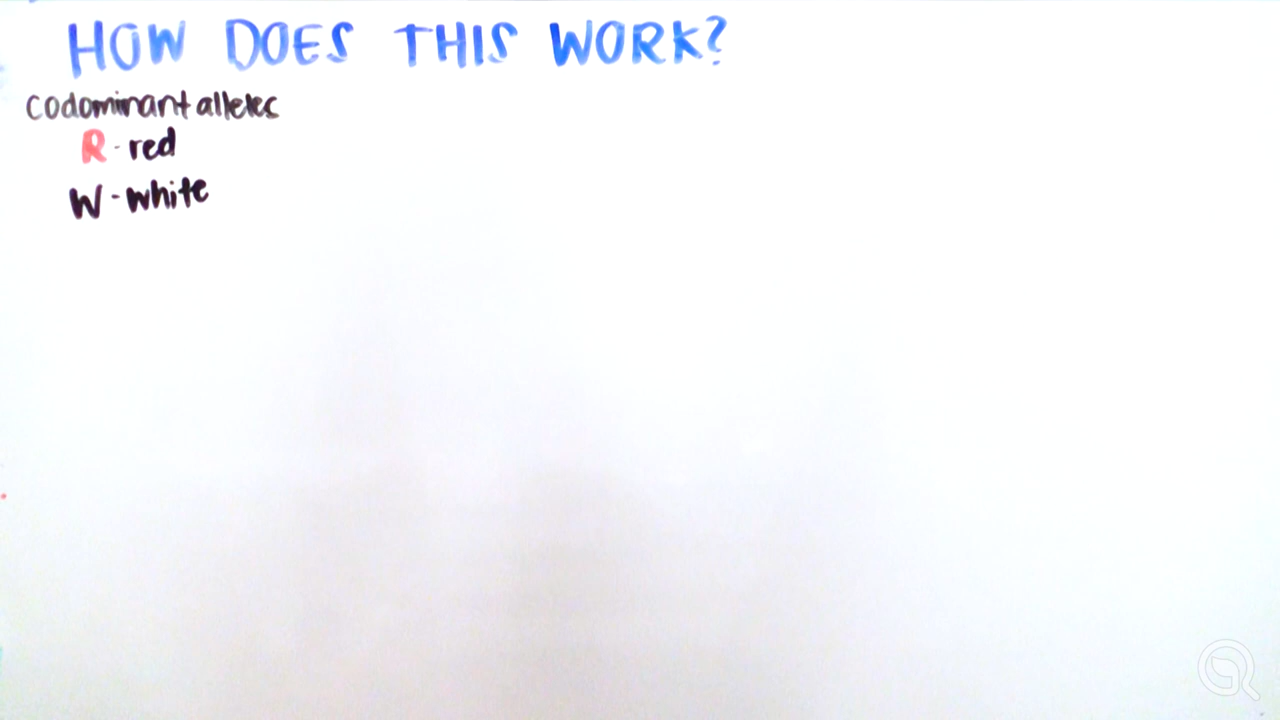 HOW DOES THIS WORK?
codominant alleles
R - red
W - white